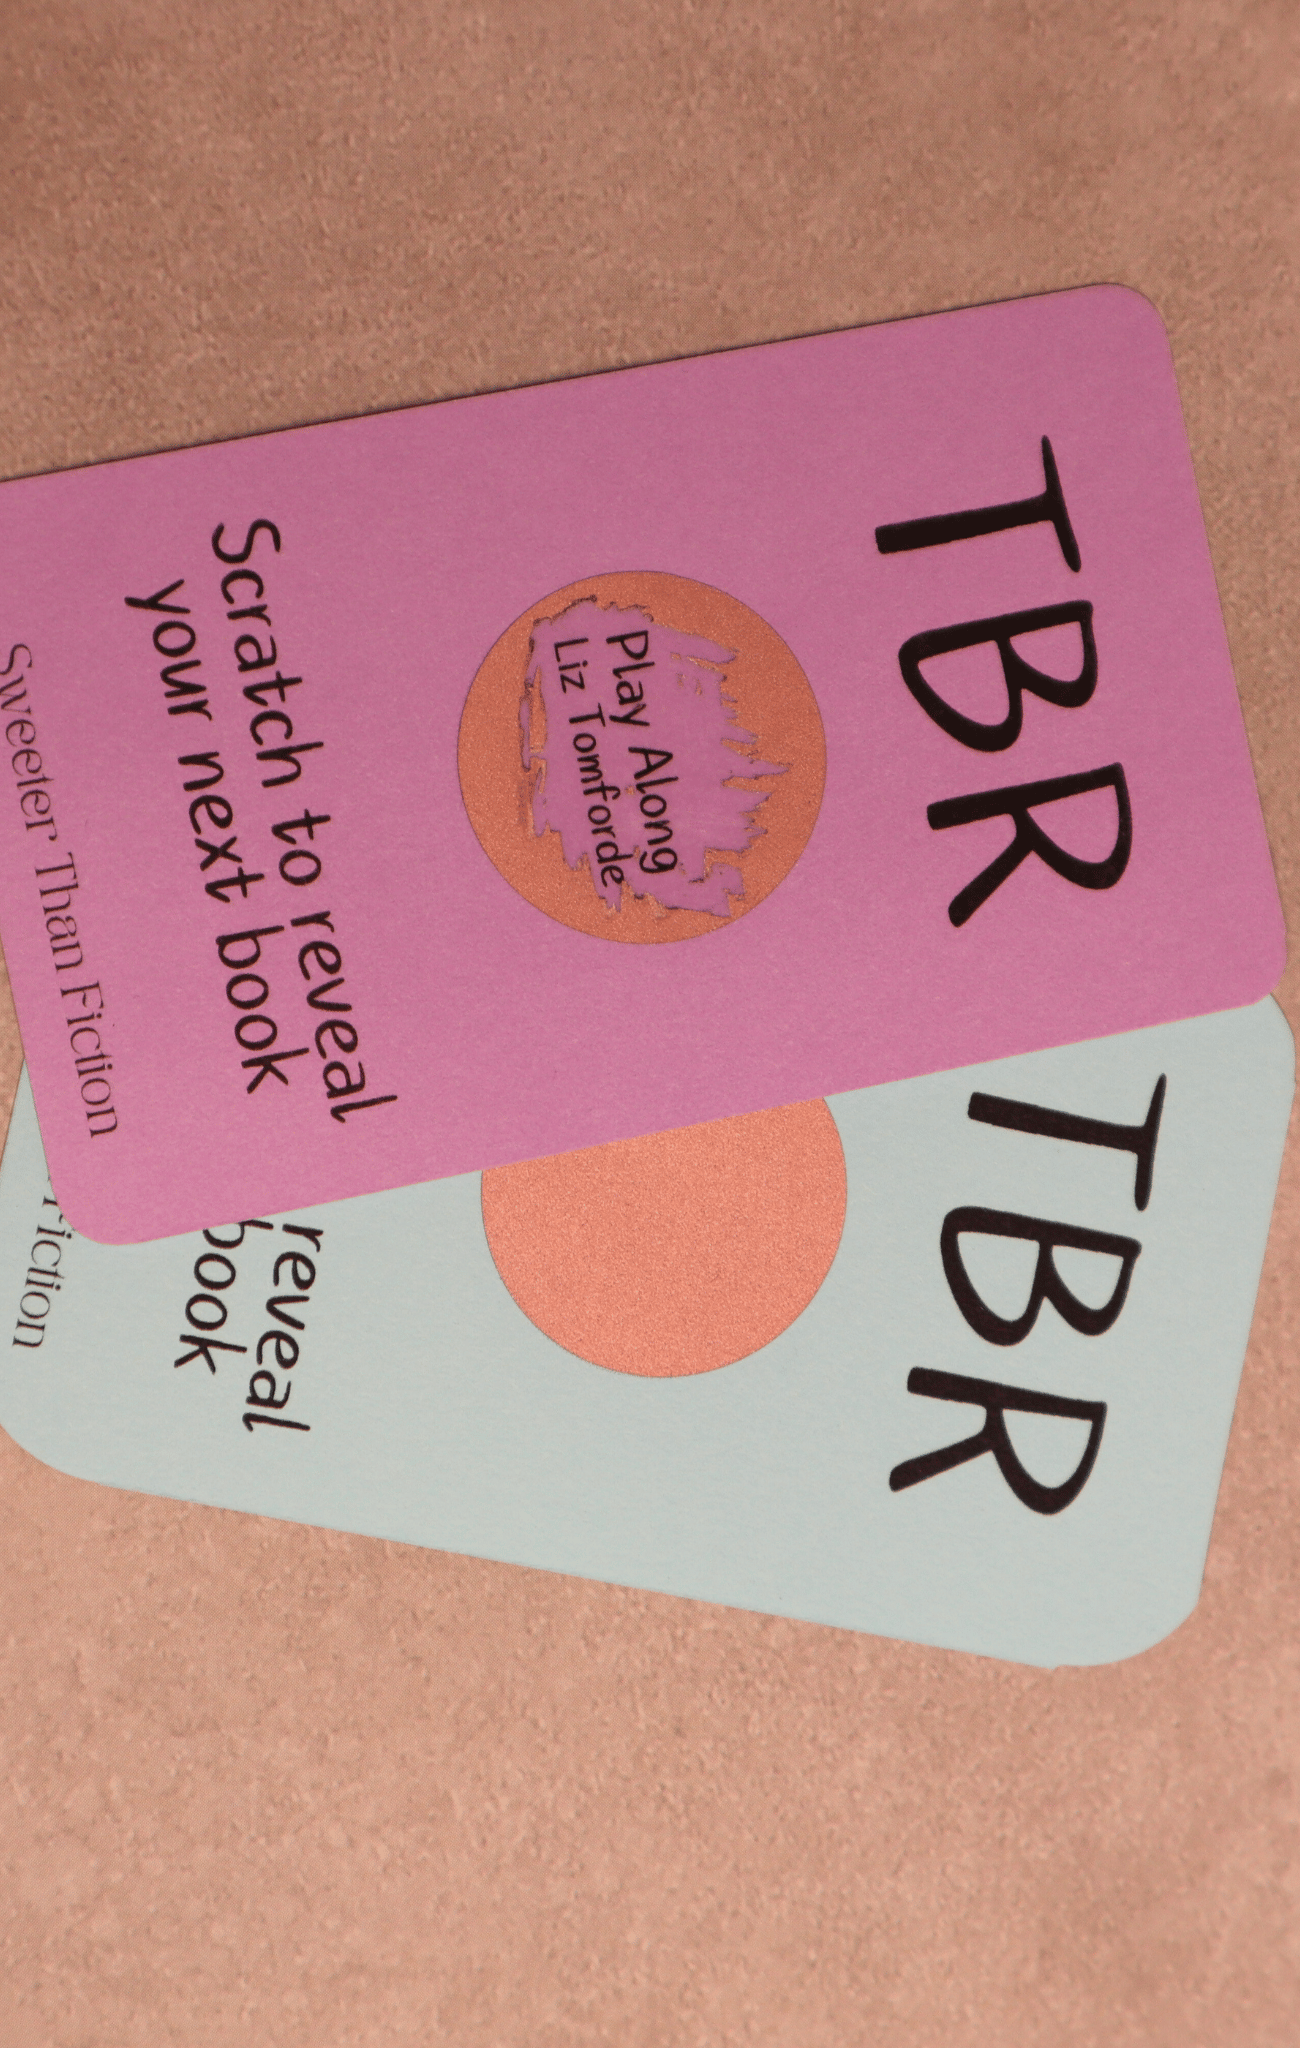 TBR
Play Along
Liz Tomforde
Scratch to reveal
your next book
Sweeter Than Fiction
TBR
reveal
book
Fiction